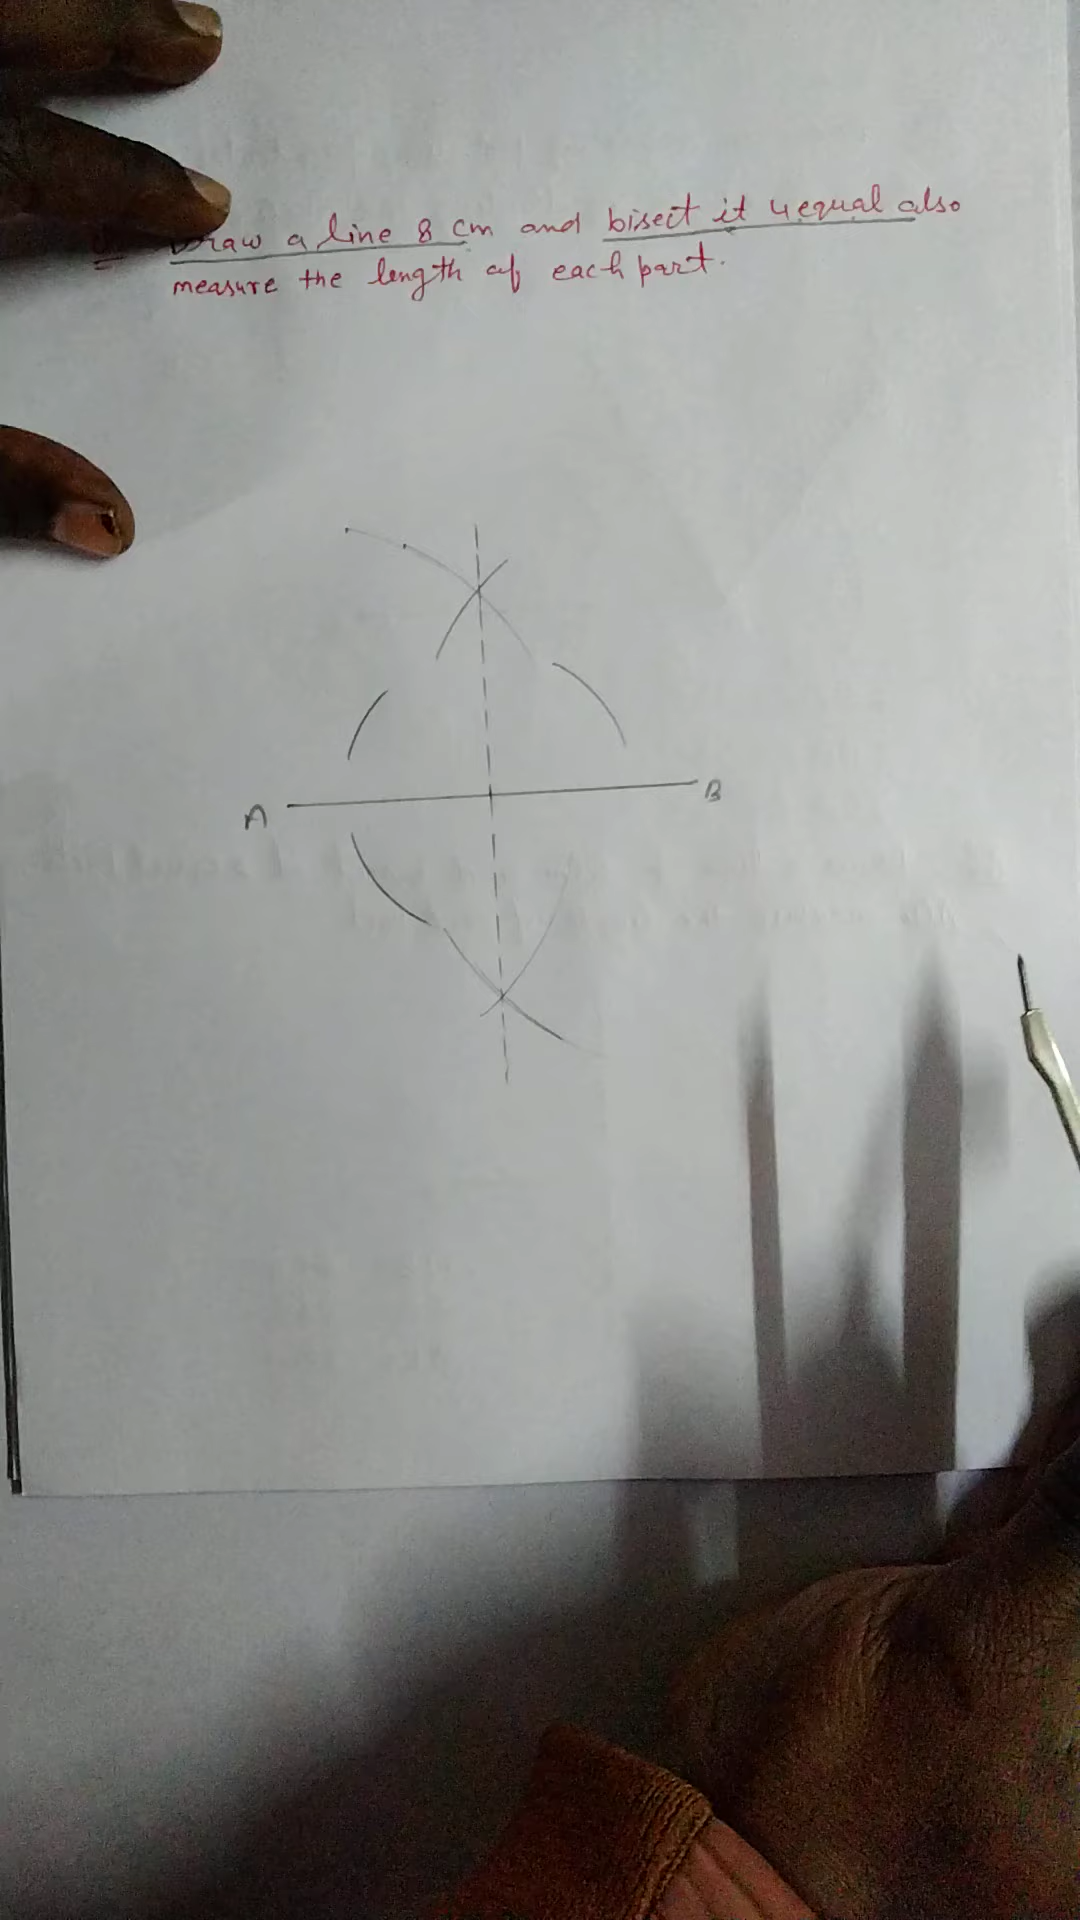 Draw a line 8 cm and bisect it 4 equal also
measure the length of each part.
A
B